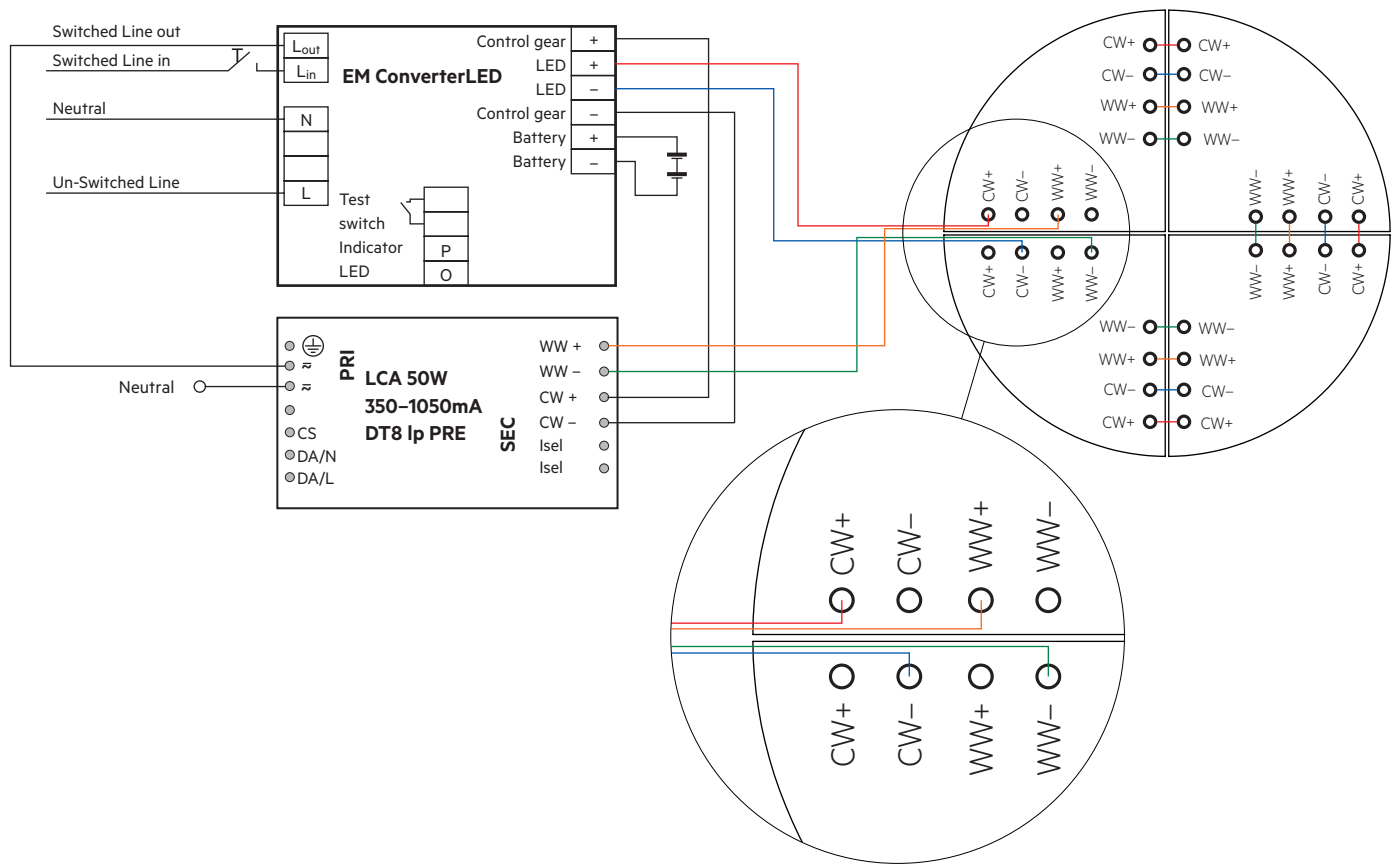 Switched Line out
Switched Line in
Neutral
Un-Switched Line
Lout
Lin
N
L
EM ConverterLED
Control gear +
LED +
LED –
Control gear –
Battery +
Battery –
Test
switch
Indicator
LED
P
O
Neutral
PRI
≂
≂
CS
DA/N
DA/L
LCA 50W
350–1050mA
DT8 lp PRE
SEC
WW +
WW –
CW +
CW –
Isel
Isel
CW+ CW+
CW– CW–
WW+ WW+
WW– WW–
CW+ CW– WW+ WW–
CW+ CW– WW+ WW–
WW– WW+ CW– CW+
WW– WW+ CW– CW+
WW– WW–
WW+ WW+
CW– CW–
CW+ CW+
CW+ CW– WW+ WW–
CW+ CW– WW+ WW–